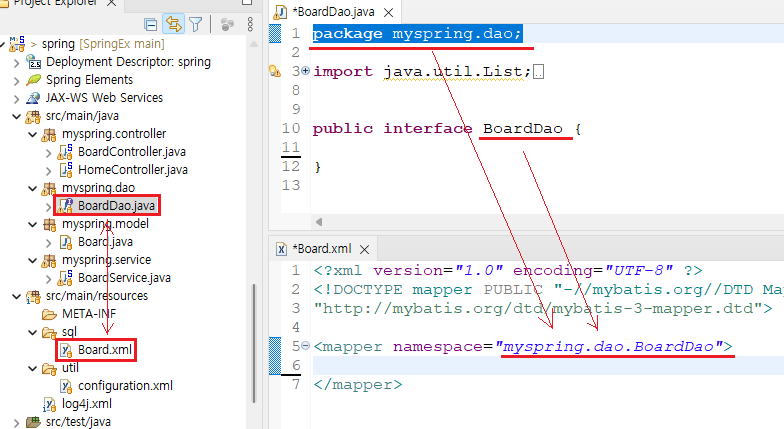 Project Explorer
spring [SpringEx main]
Deployment Descriptor: spring
Spring Elements
JAX-WS Web Services
src/main/java
myspring.controller
BoardController.java
HomeController.java
myspring.dao
BoardDao.java
myspring.model
Board.java
myspring.service
BoardService.java
src/main/resources
META-INF
sql
Board.xml
util
configuration.xml
log4j.xml
src/test/java
*BoardDao.java
1 package myspring.dao;
2
3 import java.util.List;
9
10 public interface BoardDao {
11
12 }
13
*Board.xml
1 <?xml version="1.0" encoding="UTF-8" ?>
2 <!DOCTYPE mapper PUBLIC "-//mybatis.org//DTD Ma
3 "http://mybatis.org/dtd/mybatis-3-mapper.dtd">
4
5 <mapper namespace="myspring.dao.BoardDao">
6
7 </mapper>